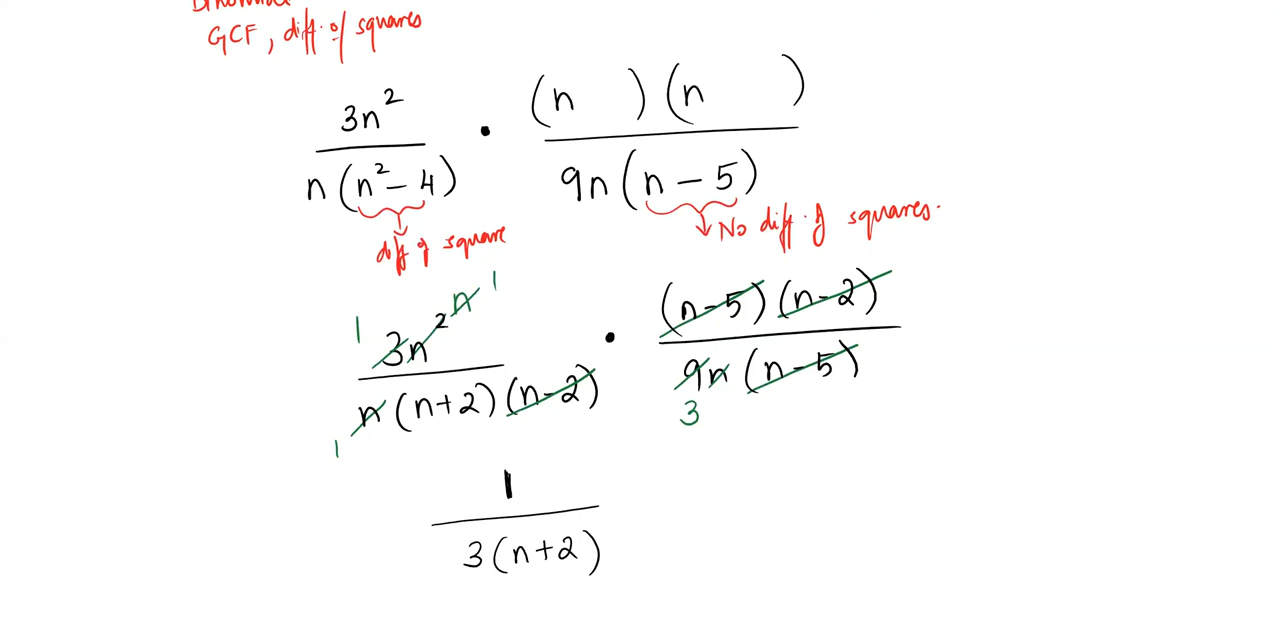 GCF, diff. of squares
3n² / n(n² – 4) • (n   )(n   ) / 9n(n – 5)
diff of square
No diff. of squares.
1 3n² n 1 / n(n+2)(n–2) 1 • (n–5)(n–2) / 9n(n–5) 3
1 / 3(n+2)